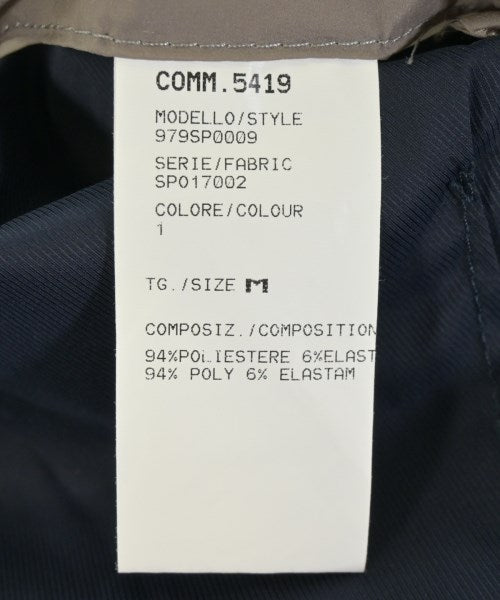 COMM.5419
MODELLO/STYLE
979SP0009
SERIE/FABRIC
SP017002
COLORE/COLOUR
1
TG./SIZE M
COMPOSIZ./COMPOSITION
94%POLIESTERE 6%ELAST
94% POLY 6% ELASTAM